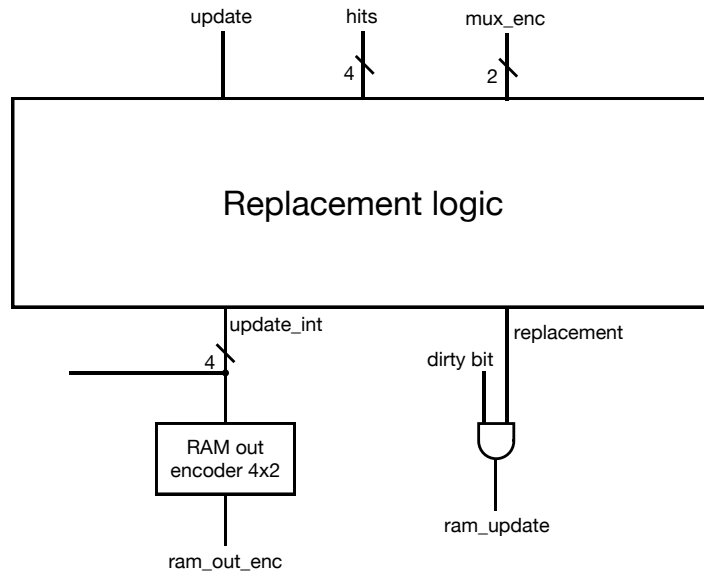 update
hits
mux_enc
4
2
Replacement logic
update_int
replacement
4
dirty bit
RAM out
encoder 4x2
ram_update
ram_out_enc